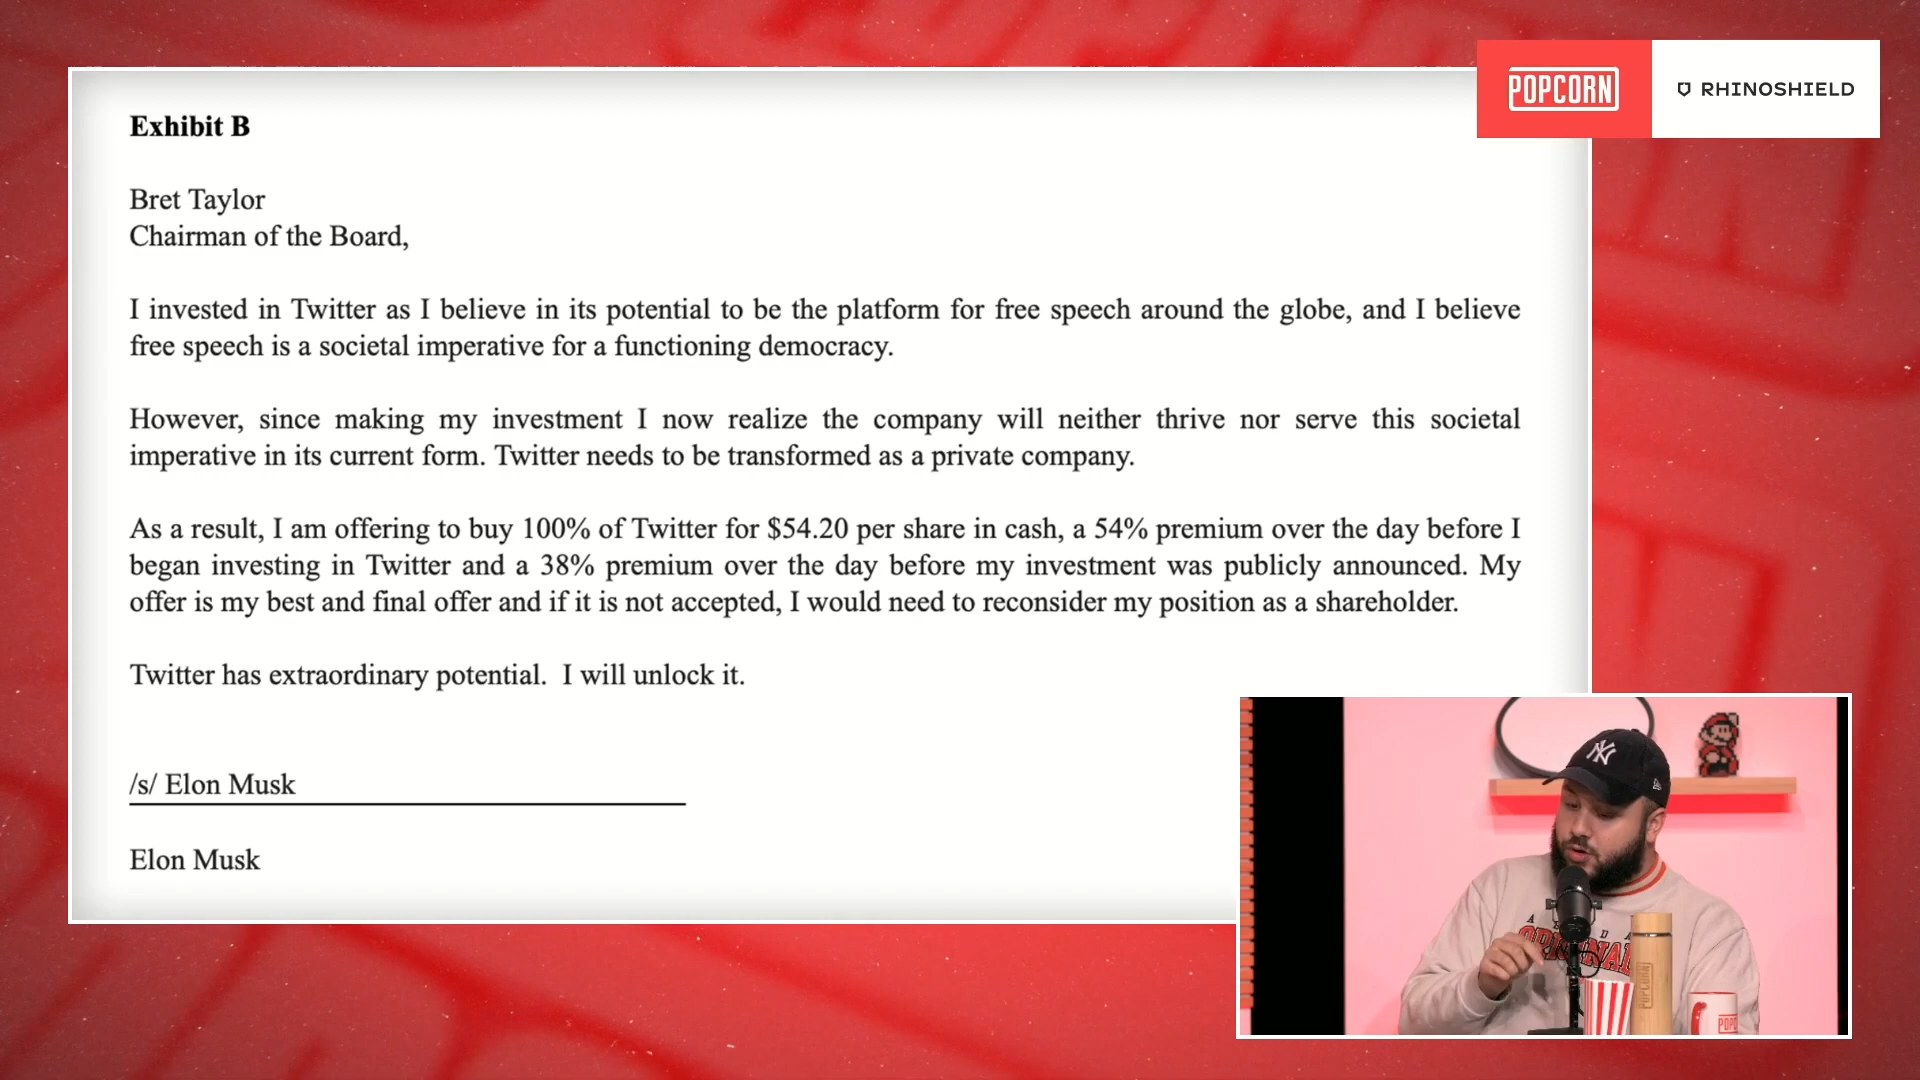 POPCORN
RHINOSHIELD
Exhibit B
Bret Taylor
Chairman of the Board,
I invested in Twitter as I believe in its potential to be the platform for free speech around the globe, and I believe
free speech is a societal imperative for a functioning democracy.
However, since making my investment I now realize the company will neither thrive nor serve this societal
imperative in its current form. Twitter needs to be transformed as a private company.
As a result, I am offering to buy 100% of Twitter for $54.20 per share in cash, a 54% premium over the day before I
began investing in Twitter and a 38% premium over the day before my investment was publicly announced. My
offer is my best and final offer and if it is not accepted, I would need to reconsider my position as a shareholder.
Twitter has extraordinary potential.  I will unlock it.
/s/ Elon Musk
Elon Musk
NY
POPCORN